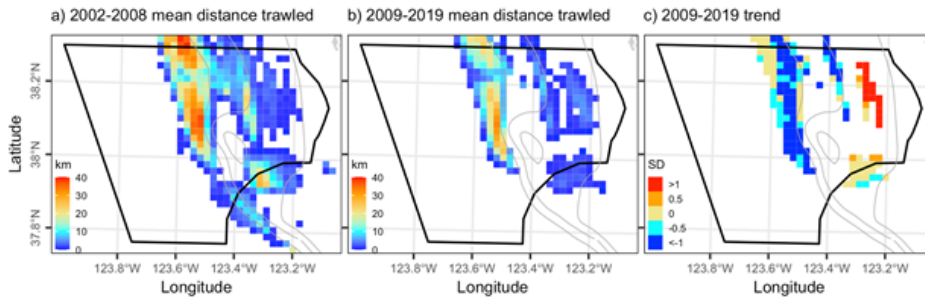 a) 2002-2008 mean distance trawled
b) 2009-2019 mean distance trawled
c) 2009-2019 trend
Latitude
38.2°N
38°N
37.8°N
km
40
30
20
10
0
km
40
30
20
10
0
SD
>1
0.5
0
-0.5
<-1
123.8°W 123.6°W 123.4°W 123.2°W
123.8°W 123.6°W 123.4°W 123.2°W
123.8°W 123.6°W 123.4°W 123.2°W
Longitude
Longitude
Longitude